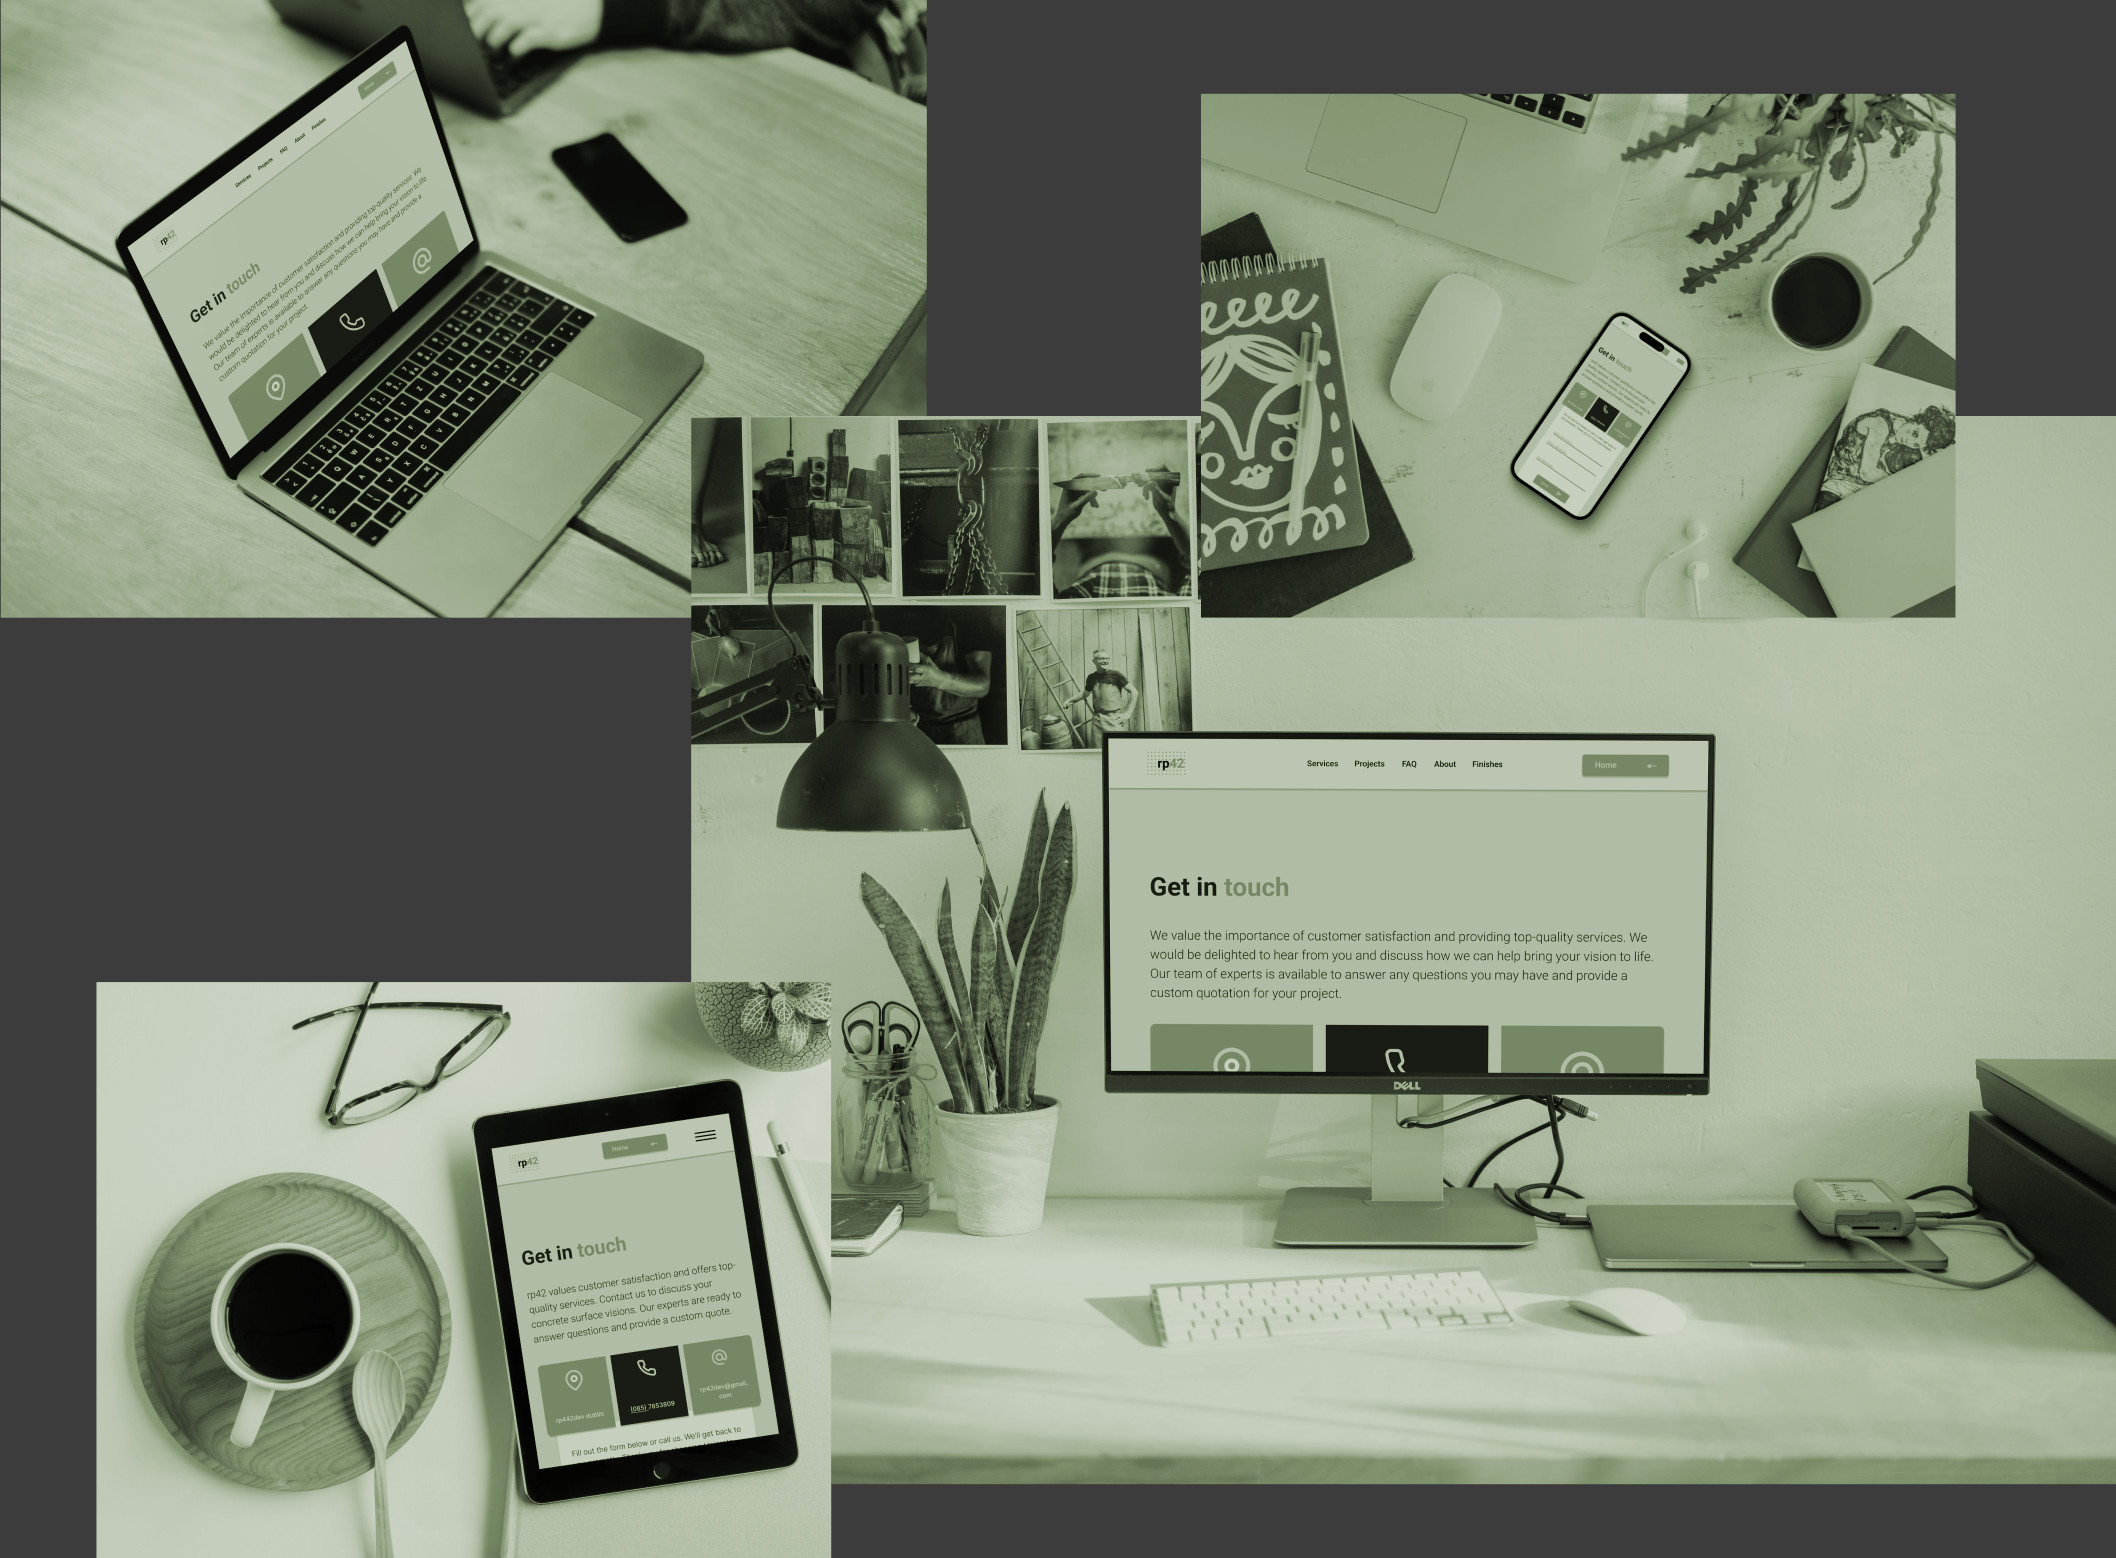 rp42
Services Projects FAQ About Finishes
Home
Get in touch
We value the importance of customer satisfaction and providing top-quality services. We
would be delighted to hear from you and discuss how we can help bring your vision to life.
Our team of experts is available to answer any questions you may have and provide a
custom quotation for your project.
Get in touch
rp42
Services Projects FAQ About Finishes
Home
Get in touch
We value the importance of customer satisfaction and providing top-quality services. We
would be delighted to hear from you and discuss how we can help bring your vision to life.
Our team of experts is available to answer any questions you may have and provide a
custom quotation for your project.
DELL
rp42
Home
Get in touch
rp42 values customer satisfaction and offers top-
quality services. Contact us to discuss your
concrete surface visions. Our experts are ready to
answer questions and provide a custom quote.
rp442dev dublin
(085) 7853809
rp42dev@gmail.
com
Fill out the form below or call us. We'll get back to